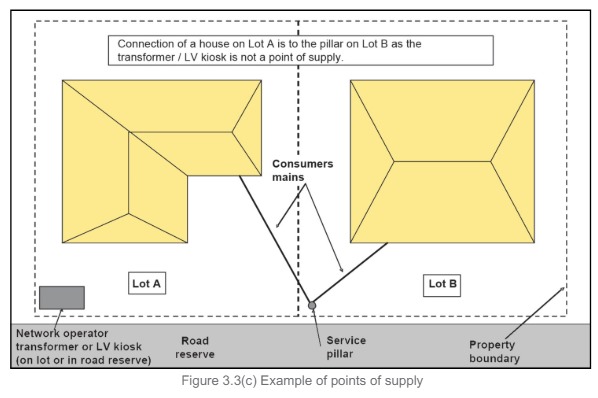 Connection of a house on Lot A is to the pillar on Lot B as the
transformer / LV kiosk is not a point of supply.
Consumers
mains
Lot A
Lot B
Network operator
transformer or LV kiosk
(on lot or in road reserve)
Road
reserve
Service
pillar
Property
boundary
Figure 3.3(c) Example of points of supply